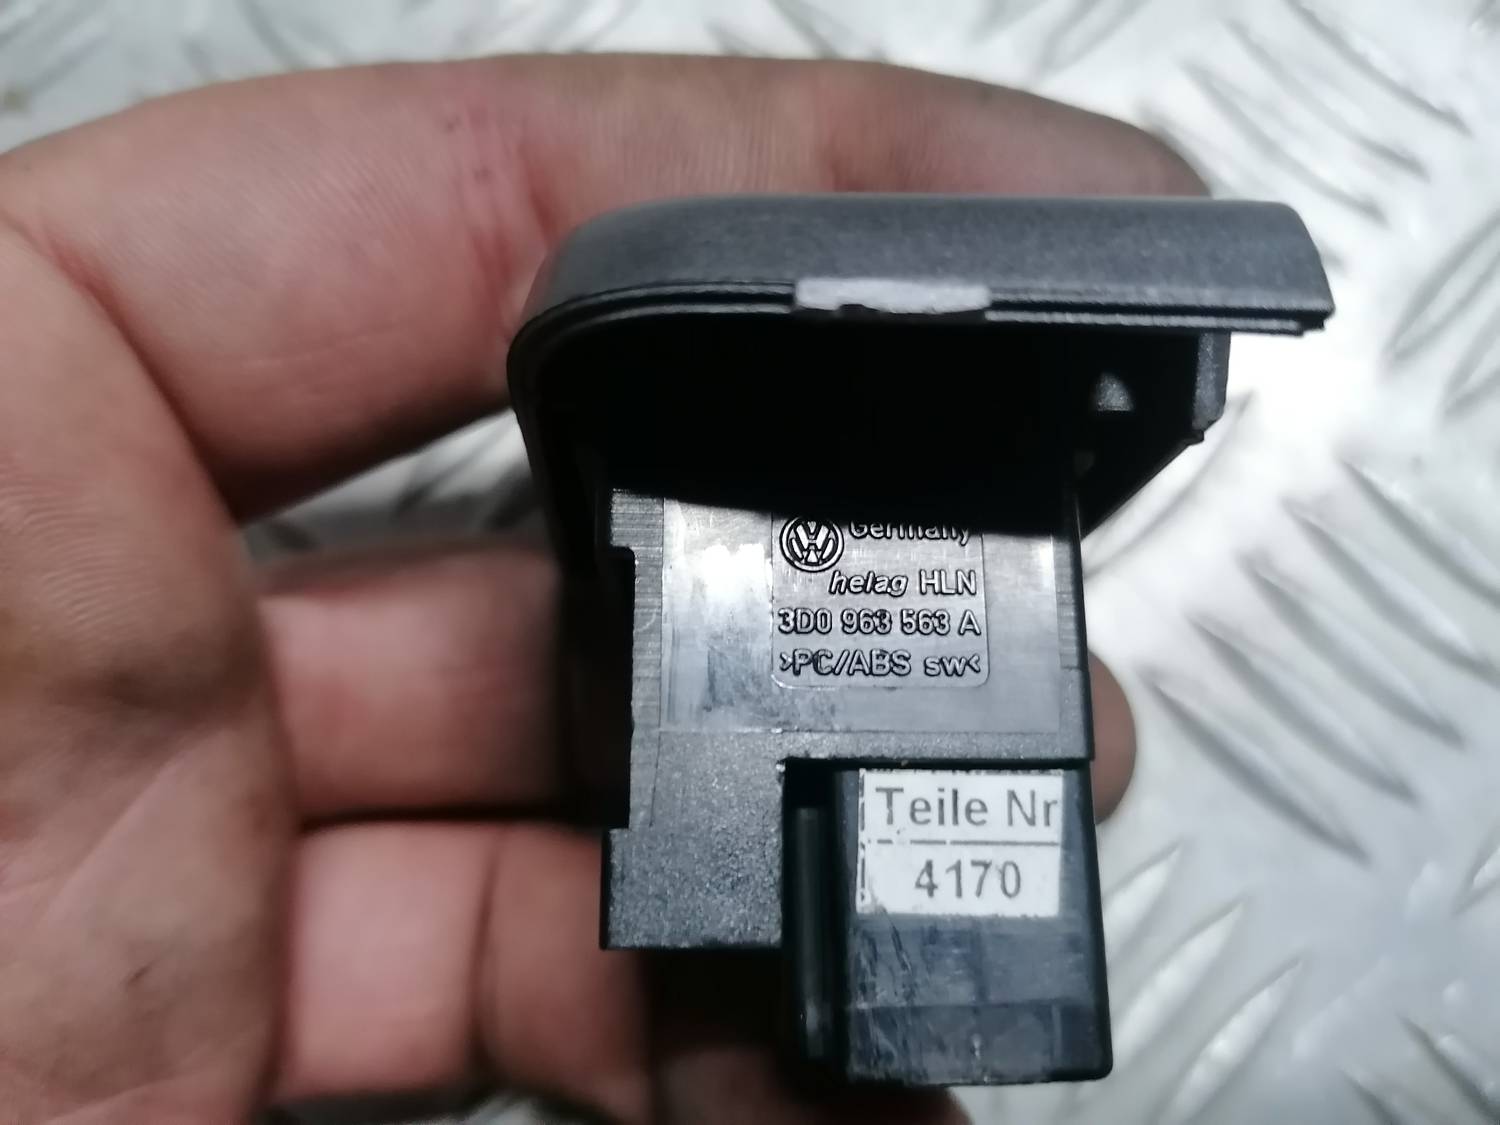 Germany
helag HLN
3D0 963 563 A
>PC/ABS sw<
Teile Nr
4170